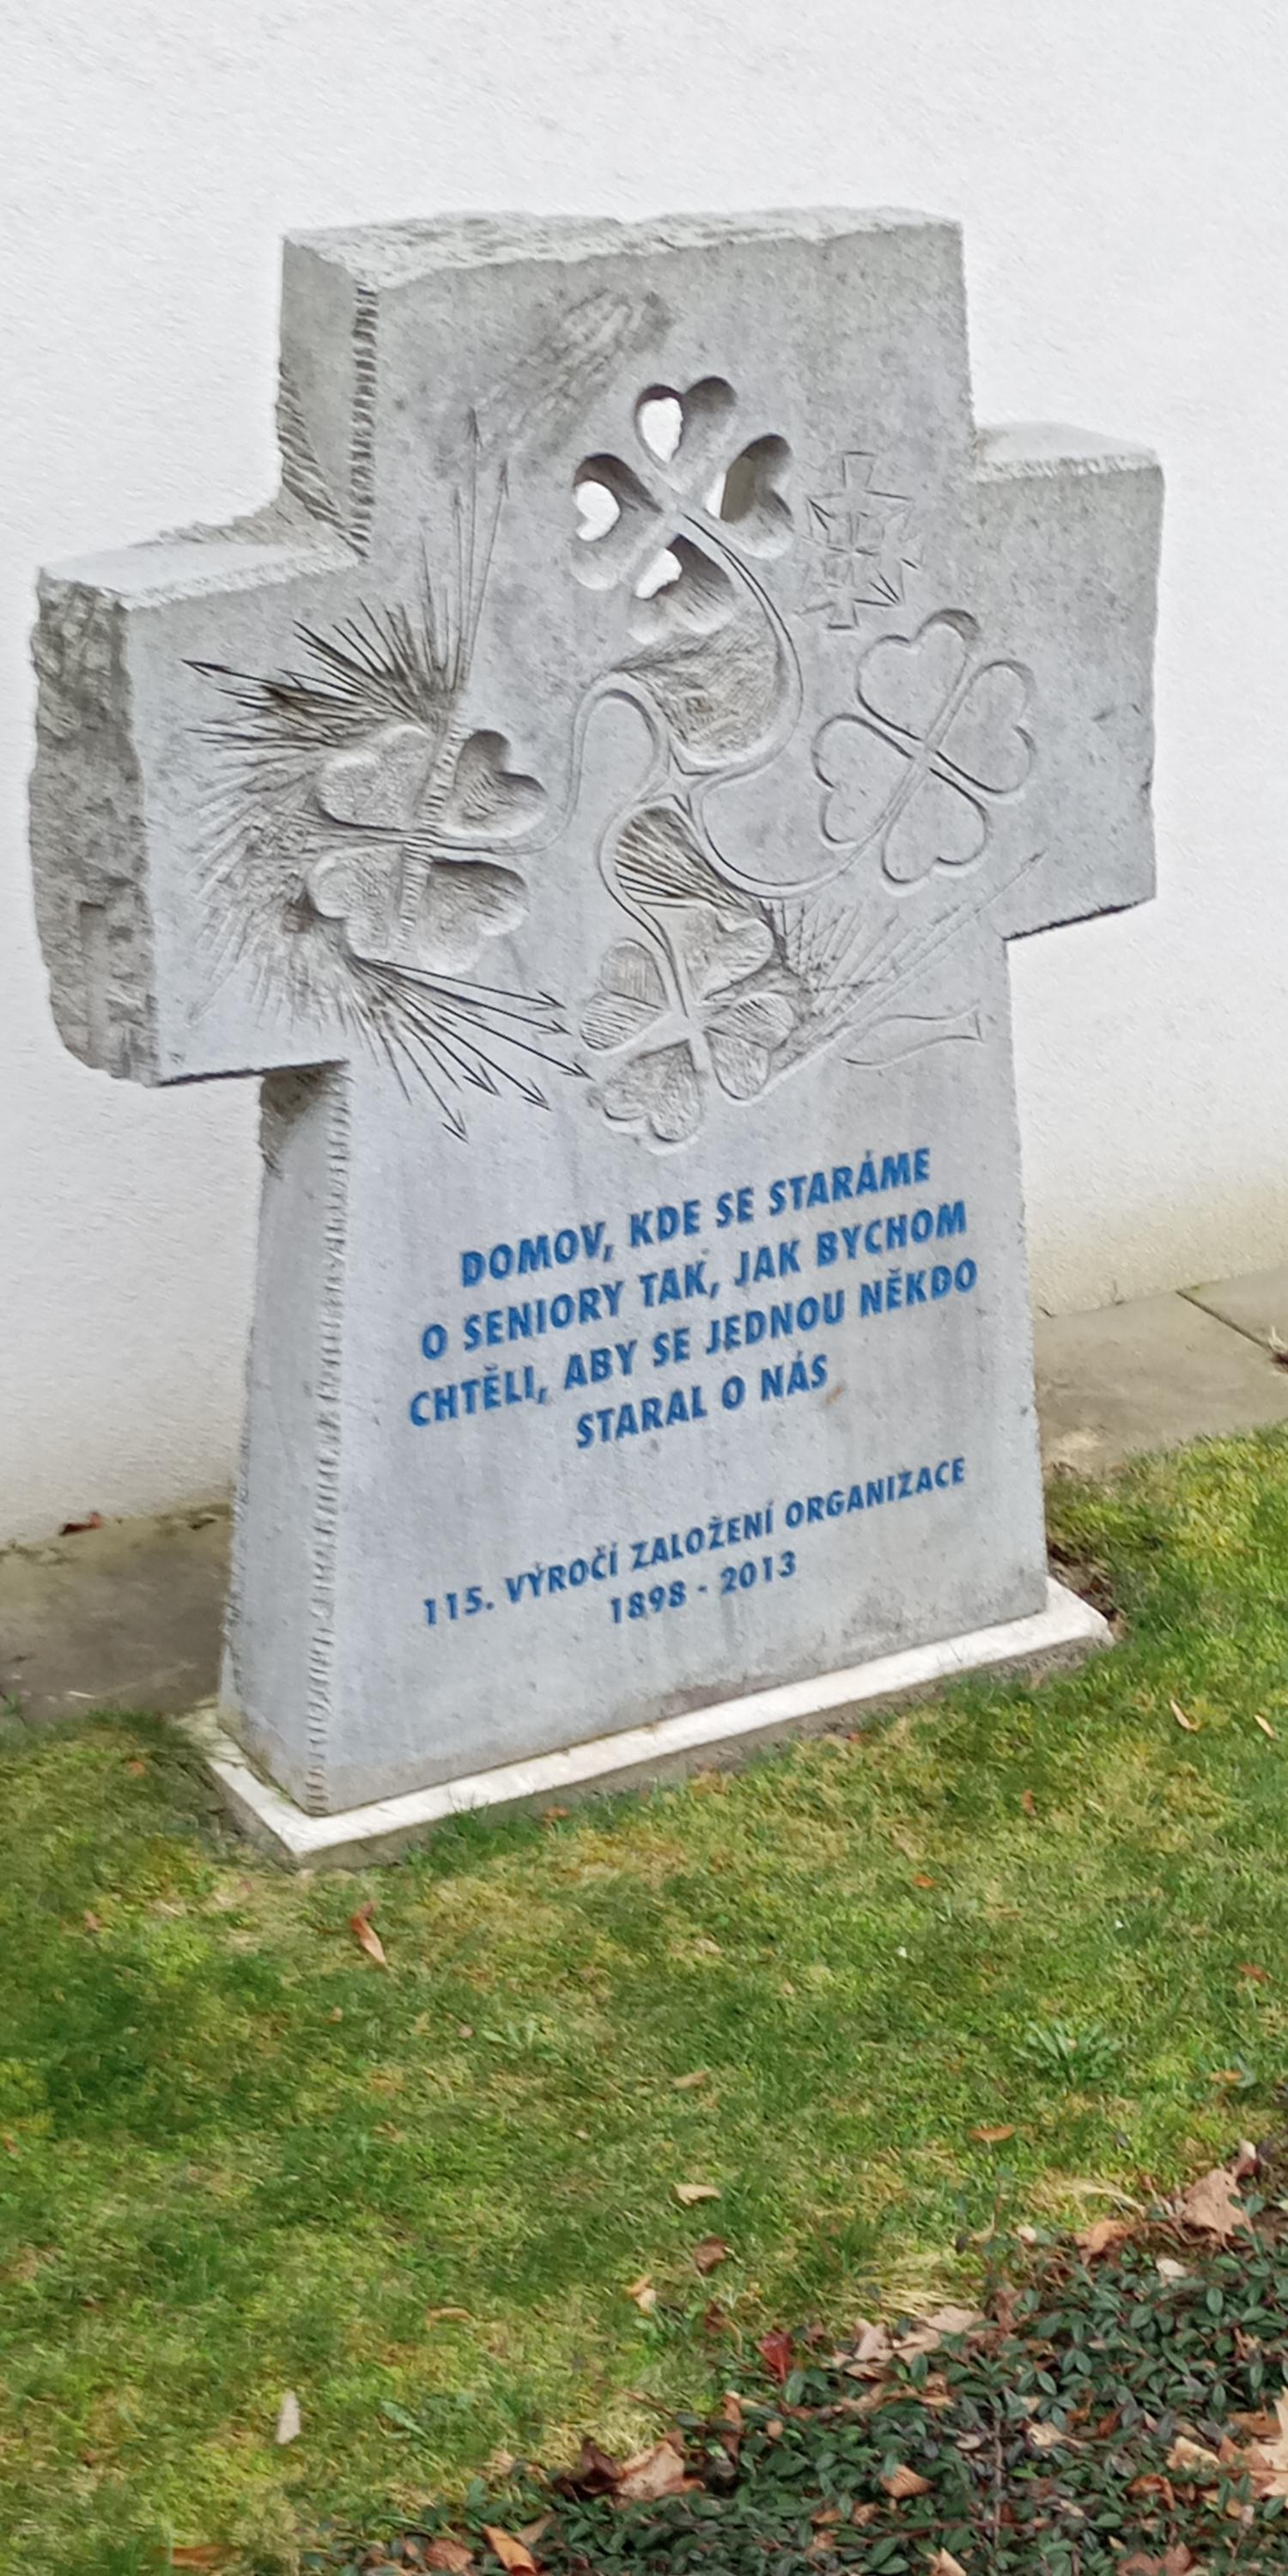 DOMOV, KDE SE STARÁME
O SENIORY TAK, JAK BYCHOM
CHTĚLI, ABY SE JEDNOU NĚKDO
STARAL O NÁS
115. VÝROČÍ ZALOŽENÍ ORGANIZACE
1898 - 2013